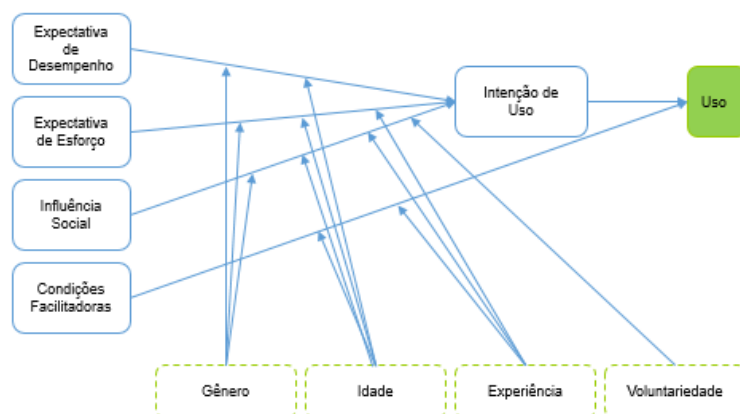 Expectativa
de
Desempenho
Expectativa
de Esforço
Influência
Social
Condições
Facilitadoras
Intenção de
Uso
Uso
Gênero
Idade
Experiência
Voluntariedade